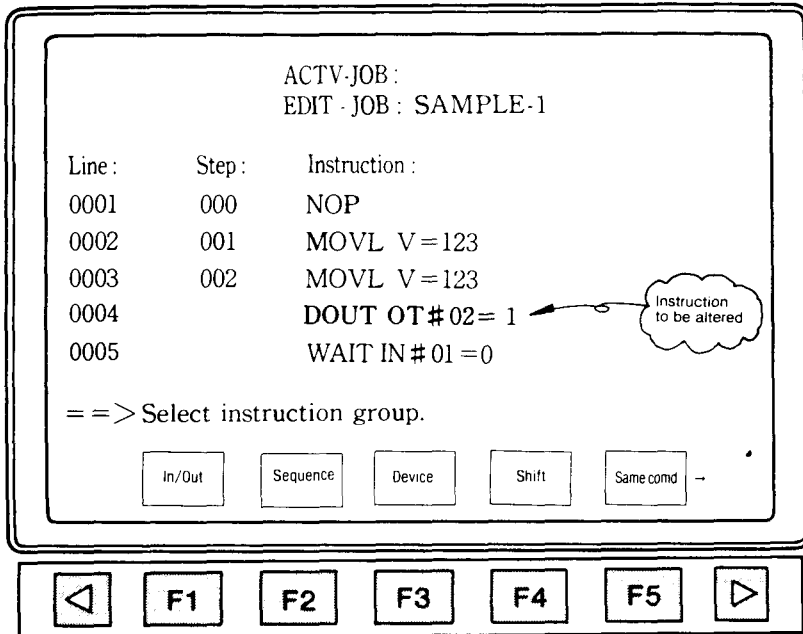 ACTV-JOB :
EDIT - JOB : SAMPLE-1
Line : Step : Instruction :
0001 000 NOP
0002 001 MOVL V=123
0003 002 MOVL V=123
0004 DOUT OT#02= 1
Instruction
to be altered
0005 WAIT IN#01=0
==> Select instruction group.
In/Out Sequence Device Shift Same comd →
F1 F2 F3 F4 F5